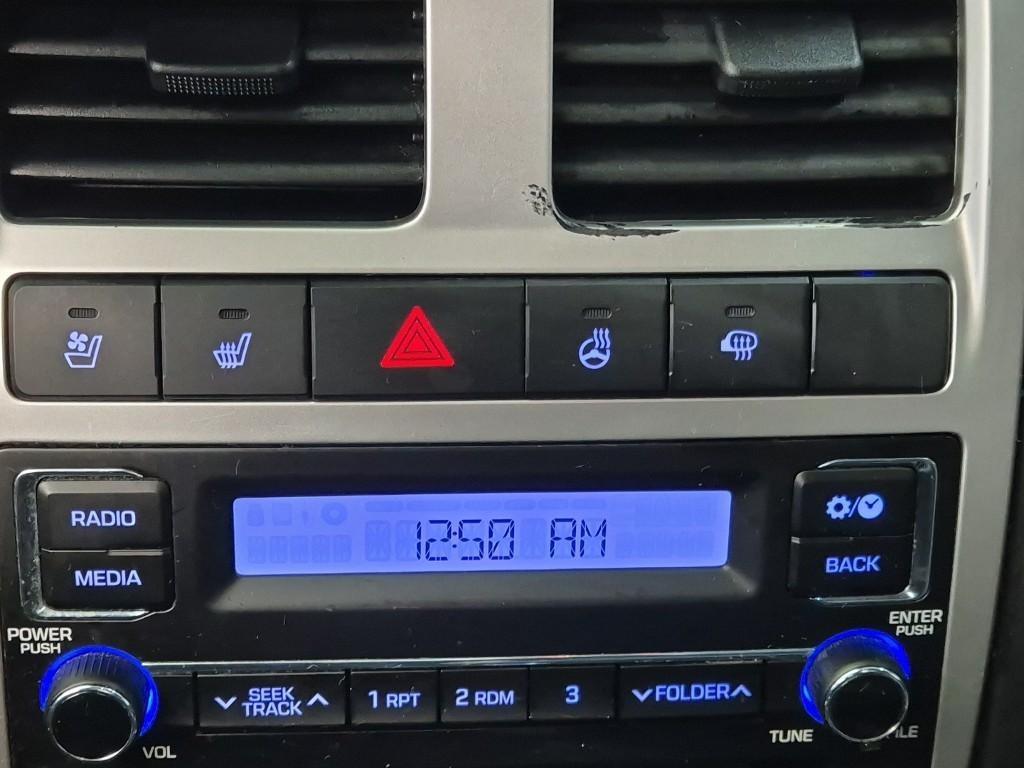 RADIO
12:50 AM
MEDIA
BACK
POWER
PUSH
ENTER
PUSH
SEEK
TRACK
1 RPT
2 RDM
3
FOLDER
VOL
TUNE